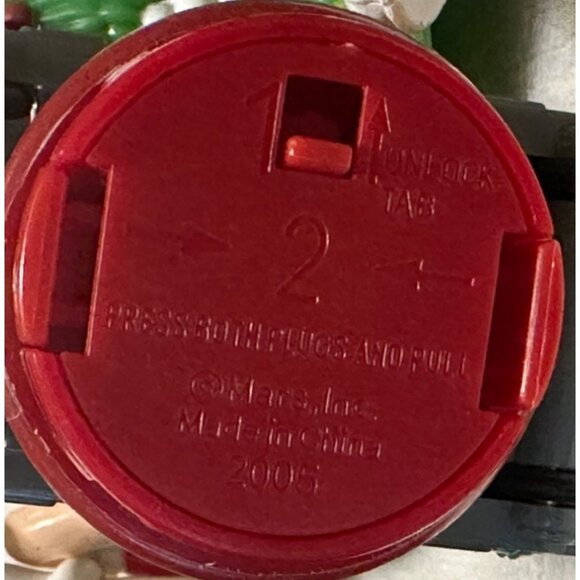 1
UNLOCK
TAB
2
PRESS BOTH PLUGS AND PULL
©Mars, Inc.
Made in China
2005